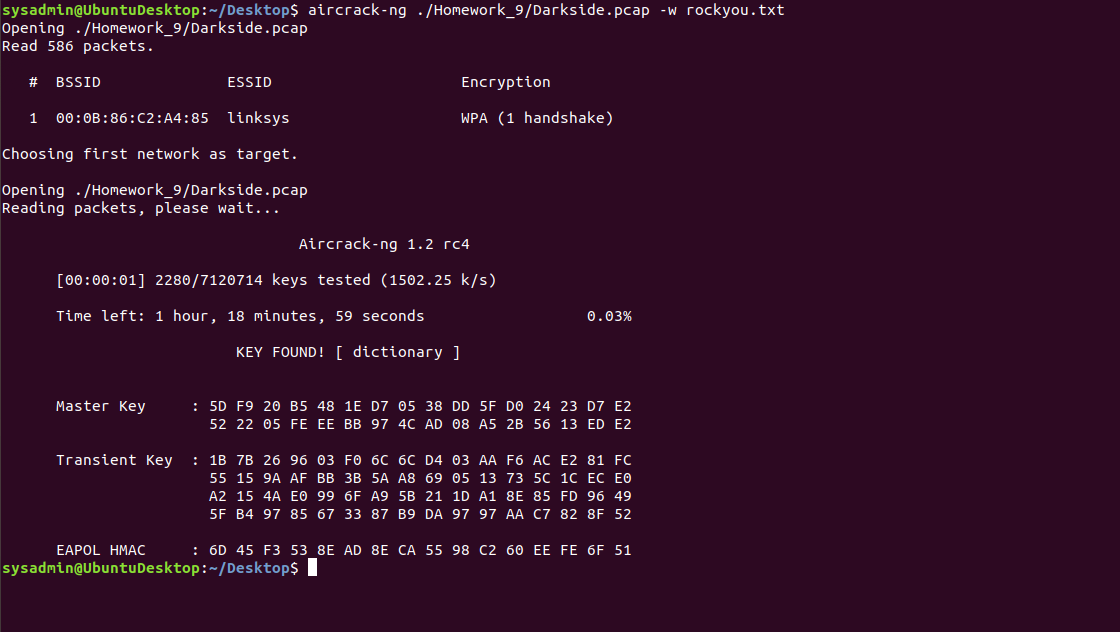 sysadmin@UbuntuDesktop:~/Desktop$ aircrack-ng ./Homework_9/Darkside.pcap -w rockyou.txt
Opening ./Homework_9/Darkside.pcap
Read 586 packets.
# BSSID ESSID Encryption
1 00:0B:86:C2:A4:85 linksys WPA (1 handshake)
Choosing first network as target.
Opening ./Homework_9/Darkside.pcap
Reading packets, please wait...
Aircrack-ng 1.2 rc4
[00:00:01] 2280/7120714 keys tested (1502.25 k/s)
Time left: 1 hour, 18 minutes, 59 seconds 0.03%
KEY FOUND! [ dictionary ]
Master Key : 5D F9 20 B5 48 1E D7 05 38 DD 5F D0 24 23 D7 E2
52 22 05 FE EE BB 97 4C AD 08 A5 2B 56 13 ED E2
Transient Key : 1B 7B 26 96 03 F0 6C 6C D4 03 AA F6 AC E2 81 FC
55 15 9A AF BB 3B 5A A8 69 05 13 73 5C 1C EC E0
A2 15 4A E0 99 6F A9 5B 21 1D A1 8E 85 FD 96 49
5F B4 97 85 67 33 87 B9 DA 97 97 AA C7 82 8F 52
EAPOL HMAC : 6D 45 F3 53 8E AD 8E CA 55 98 C2 60 EE FE 6F 51
sysadmin@UbuntuDesktop:~/Desktop$